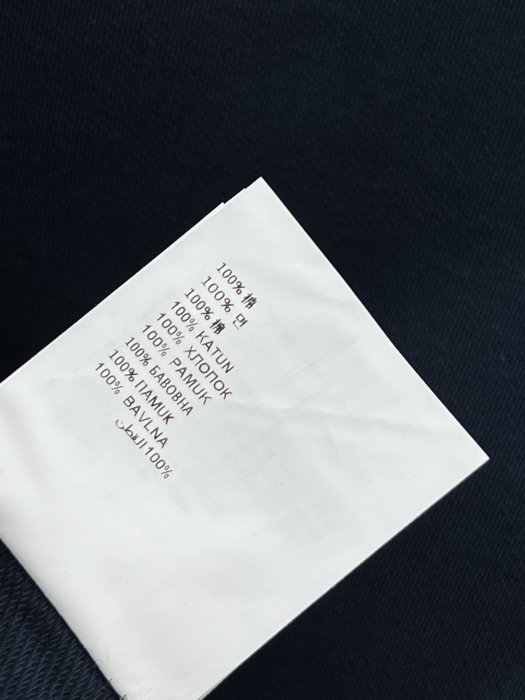 100% 棉
100% 면
100% 棉
100% KATUN
100% ХЛОПОК
100% PAMUK
100% БАВОВНА
100% ПАМUК
100% BAVLNA
100% القطن